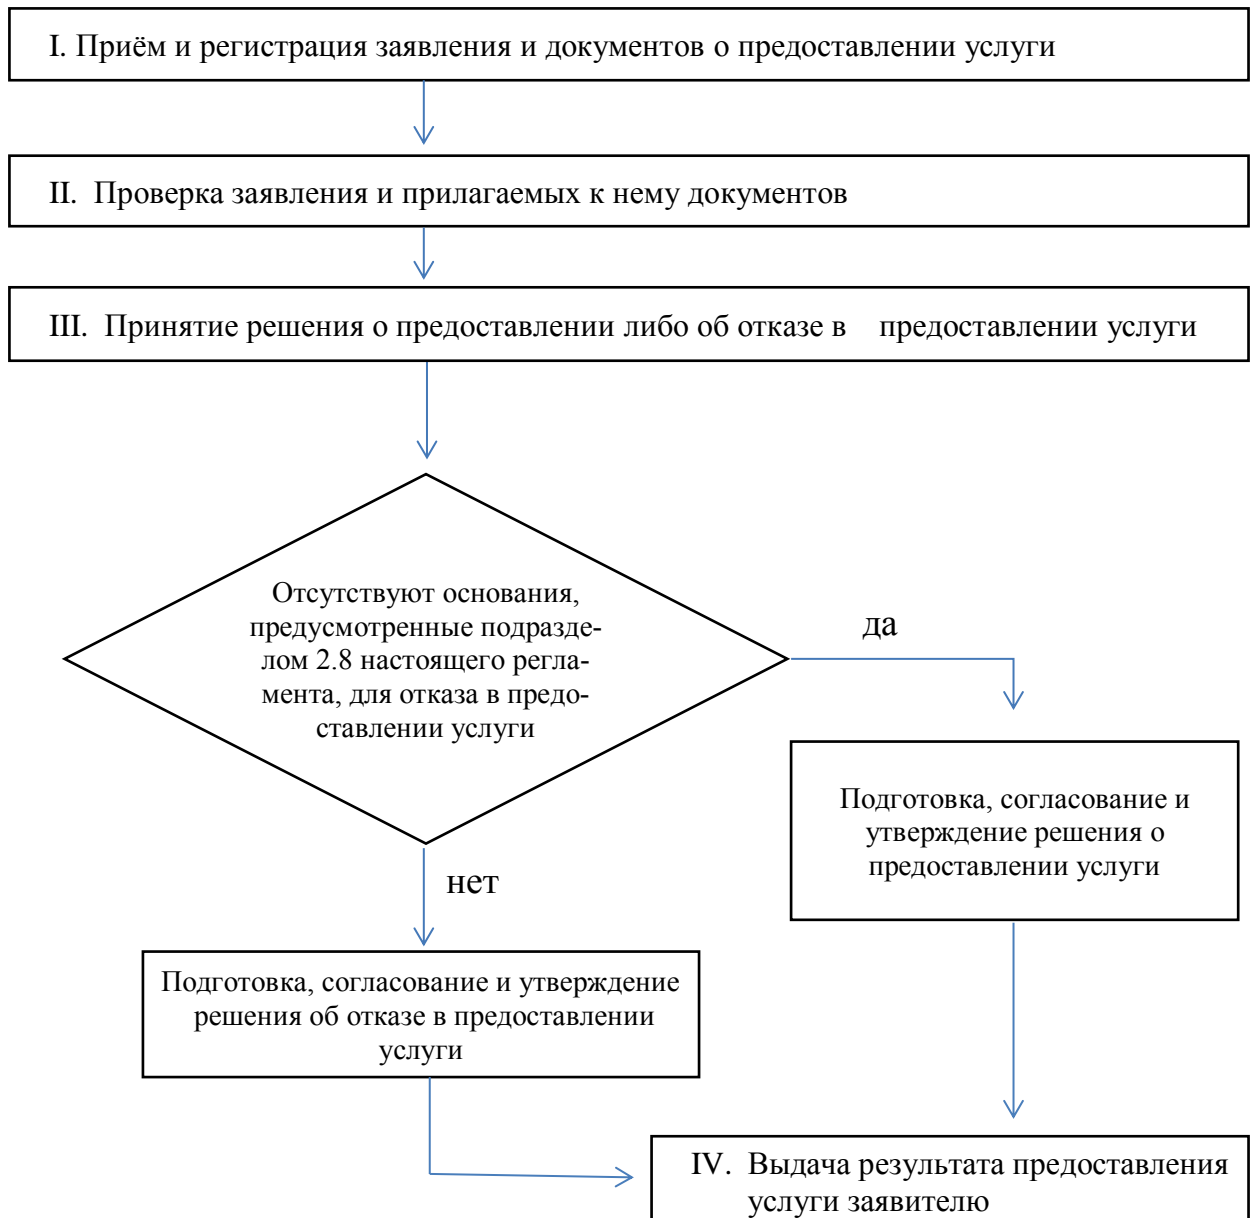 I. Приём и регистрация заявления и документов о предоставлении услуги
II. Проверка заявления и прилагаемых к нему документов
III. Принятие решения о предоставлении либо об отказе в предоставлении услуги
Отсутствуют основания,
предусмотренные подразде-
лом 2.8 настоящего регла-
мента, для отказа в предо-
ставлении услуги
да
Подготовка, согласование и
утверждение решения о
предоставлении услуги
нет
Подготовка, согласование и утверждение
решения об отказе в предоставлении
услуги
IV. Выдача результата предоставления
услуги заявителю